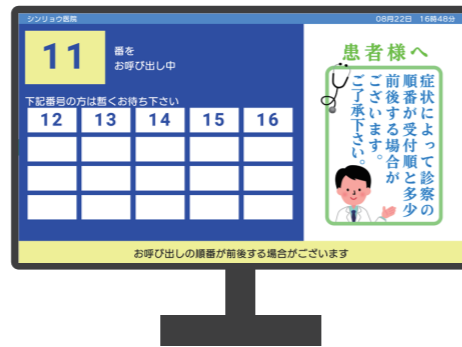 シンリョウ医院
08月22日 16時48分
11
番を
お呼び出し中
下記番号の方は暫くお待ち下さい
12 13 14 15 16
患者様へ
症状によって診察の
順番が受付順と多少
前後する場合が
ございます。
ご了承下さい。
お呼び出しの順番が前後する場合がございます